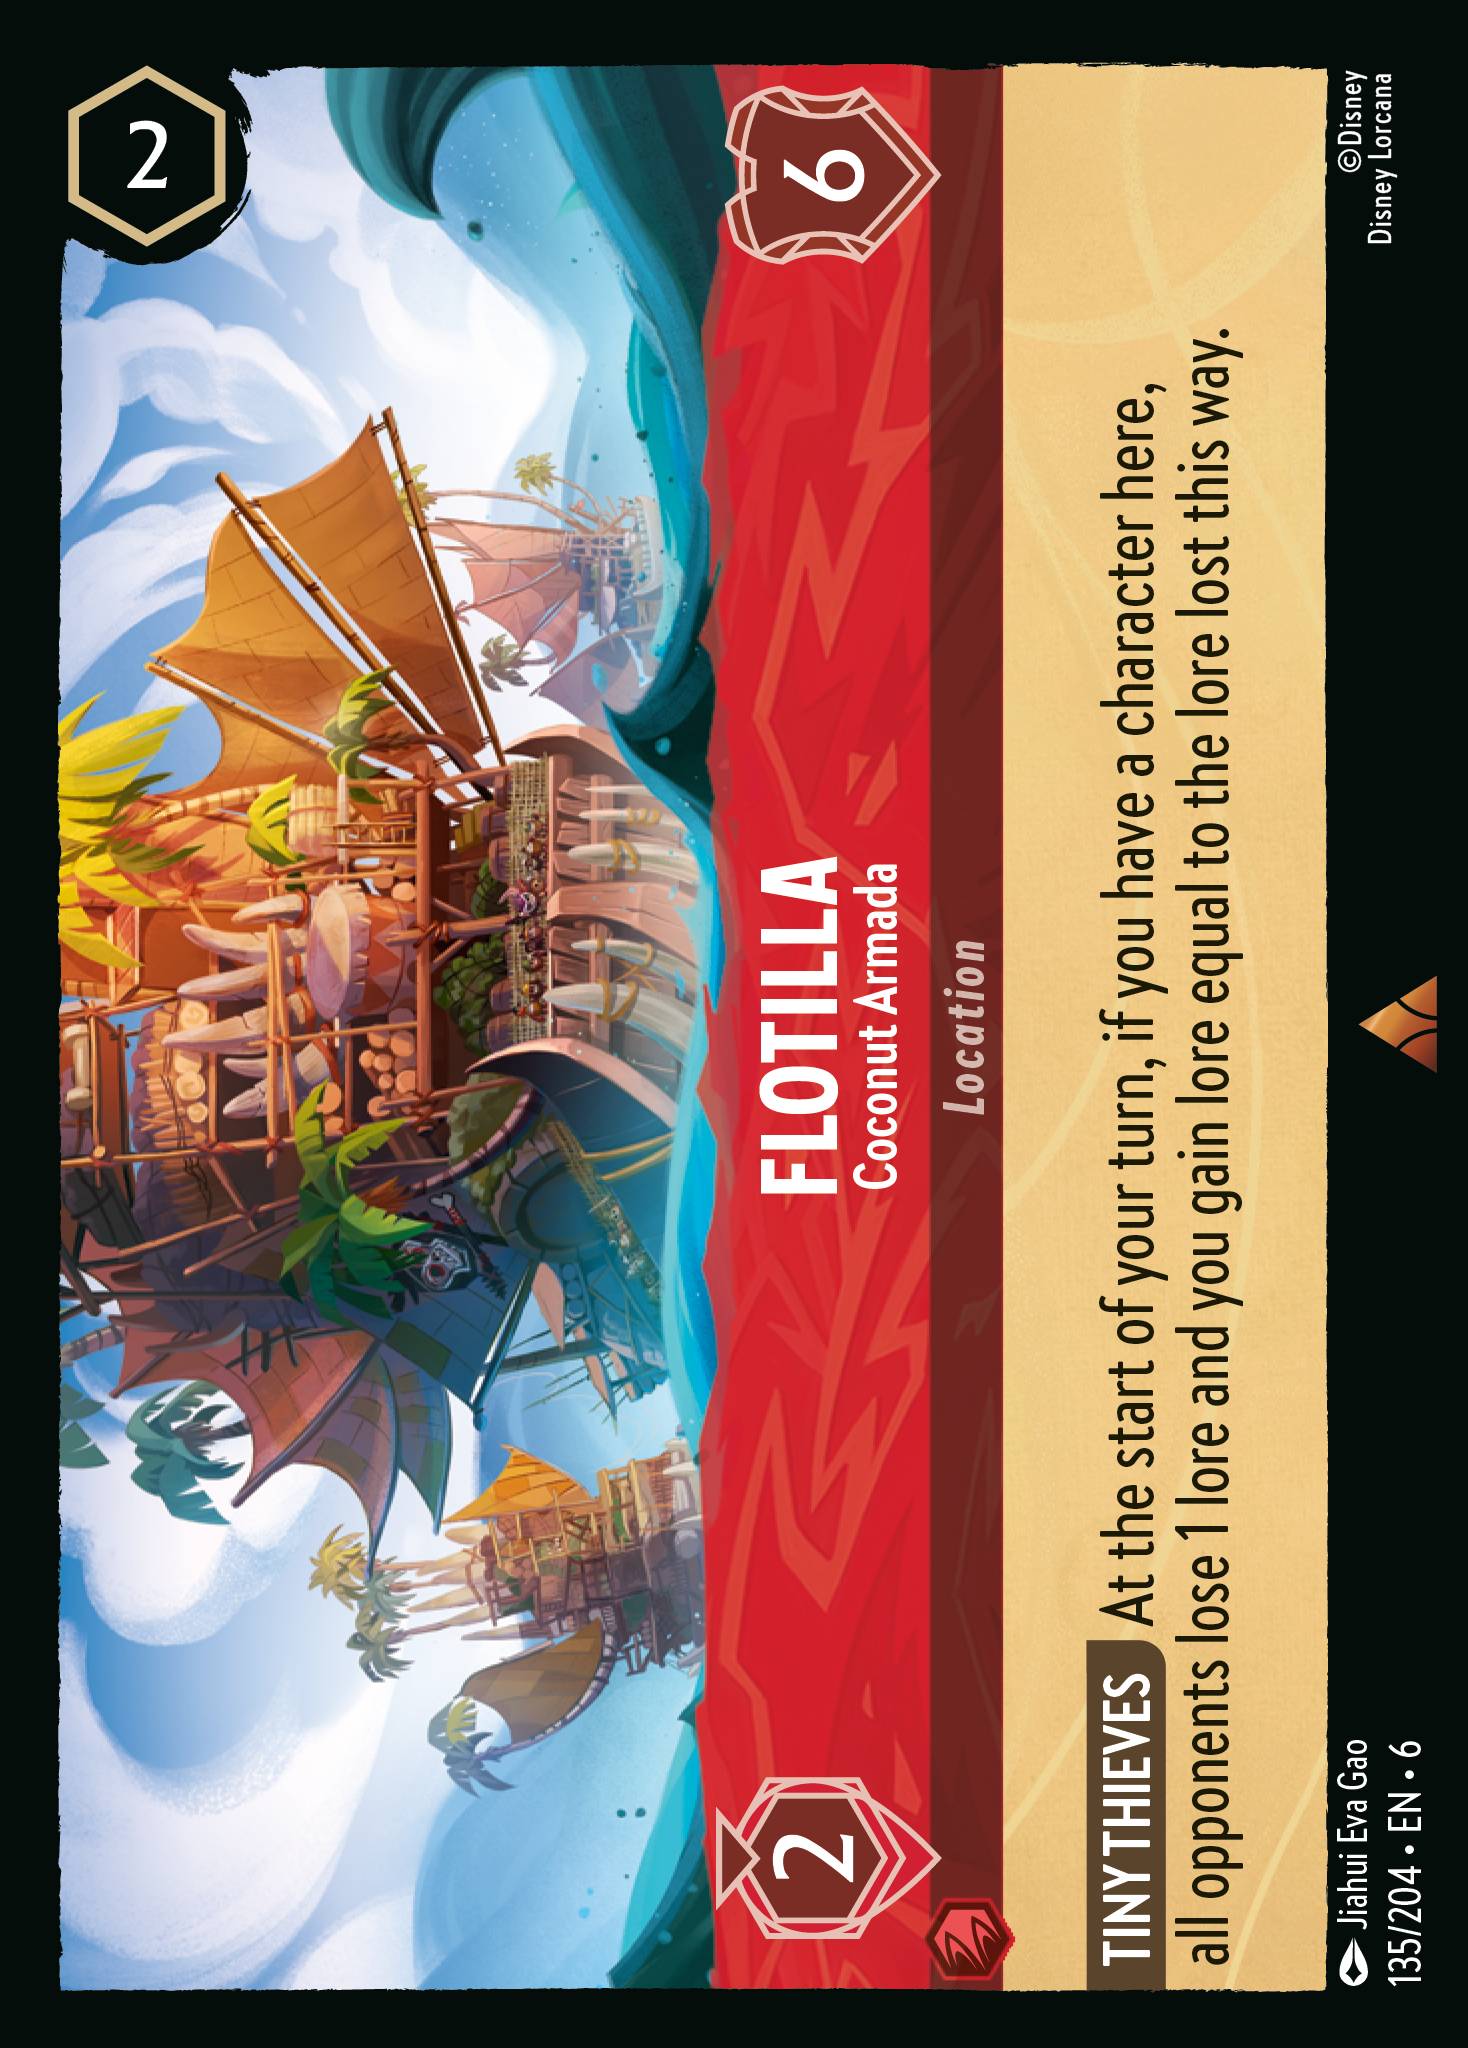 2
FLOTILLA
Coconut Armada
2
6
Location
TINY THIEVES At the start of your turn, if you have a character here,
all opponents lose 1 lore and you gain lore equal to the lore lost this way.
Jiahui Eva Gao
135/204 • EN • 6
©Disney
Disney Lorcana